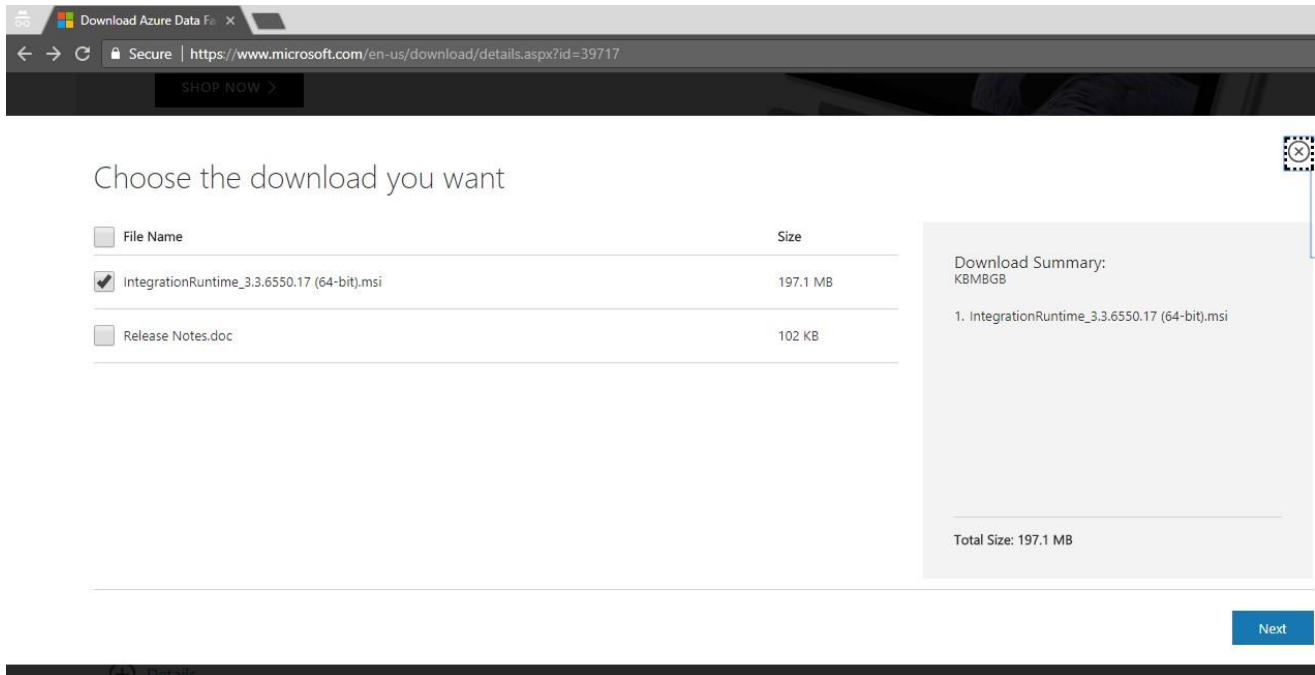 Download Azure Data Fa
Secure | https://www.microsoft.com/en-us/download/details.aspx?id=39717
SHOP NOW >
Choose the download you want
File Name Size
IntegrationRuntime_3.3.6550.17 (64-bit).msi 197.1 MB
Release Notes.doc 102 KB
Download Summary:
KBMBGB
1. IntegrationRuntime_3.3.6550.17 (64-bit).msi
Total Size: 197.1 MB
Next
Details